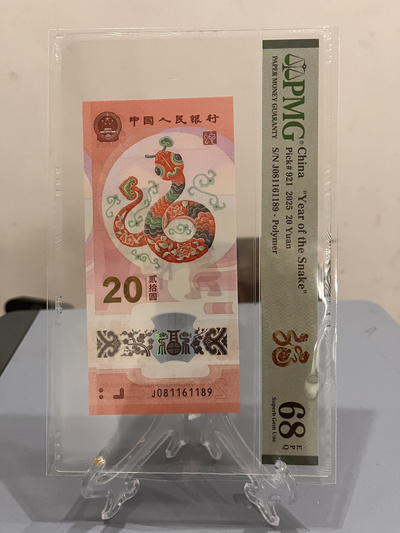 中国人民银行
20
贰拾圆
福
J081161189
PMG
PAPER MONEY GUARANTY
China "Year of the Snake"
Pick# 921 2025 20 Yuan
S/N J081161189 - Polymer
68 EPQ
Superb Gem Unc